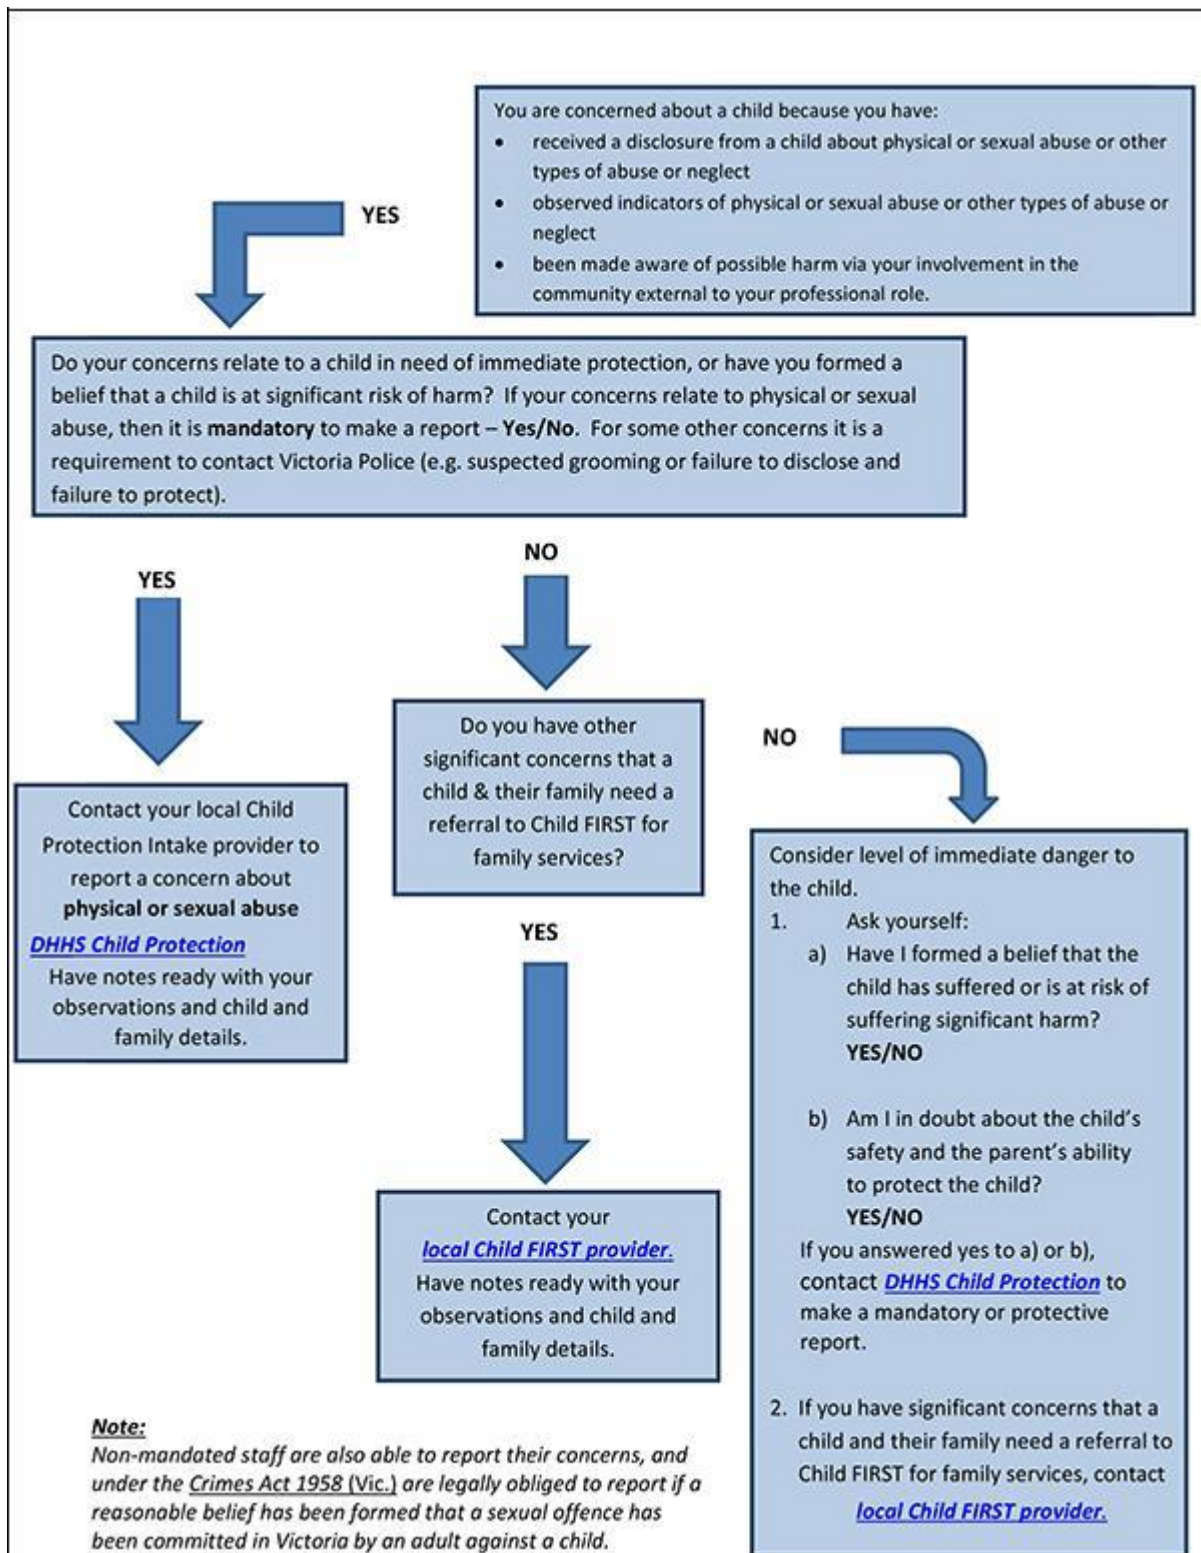 You are concerned about a child because you have:
• received a disclosure from a child about physical or sexual abuse or other
types of abuse or neglect
• observed indicators of physical or sexual abuse or other types of abuse or
neglect
• been made aware of possible harm via your involvement in the
community external to your professional role.
YES
Do your concerns relate to a child in need of immediate protection, or have you formed a
belief that a child is at significant risk of harm? If your concerns relate to physical or sexual
abuse, then it is mandatory to make a report – Yes/No. For some other concerns it is a
requirement to contact Victoria Police (e.g. suspected grooming or failure to disclose and
failure to protect).
YES
NO
Contact your local Child
Protection Intake provider to
report a concern about
physical or sexual abuse
DHHS Child Protection
Have notes ready with your
observations and child and
family details.
Do you have other
significant concerns that a
child & their family need a
referral to Child FIRST for
family services?
YES
NO
Contact your
local Child FIRST provider.
Have notes ready with your
observations and child and
family details.
Consider level of immediate danger to
the child.
1. Ask yourself:
a) Have I formed a belief that the
child has suffered or is at risk of
suffering significant harm?
YES/NO
b) Am I in doubt about the child's
safety and the parent's ability
to protect the child?
YES/NO
If you answered yes to a) or b),
contact DHHS Child Protection to
make a mandatory or protective
report.
2. If you have significant concerns that a
child and their family need a referral to
Child FIRST for family services, contact
local Child FIRST provider.
Note:
Non-mandated staff are also able to report their concerns, and
under the Crimes Act 1958 (Vic.) are legally obliged to report if a
reasonable belief has been formed that a sexual offence has
been committed in Victoria by an adult against a child.